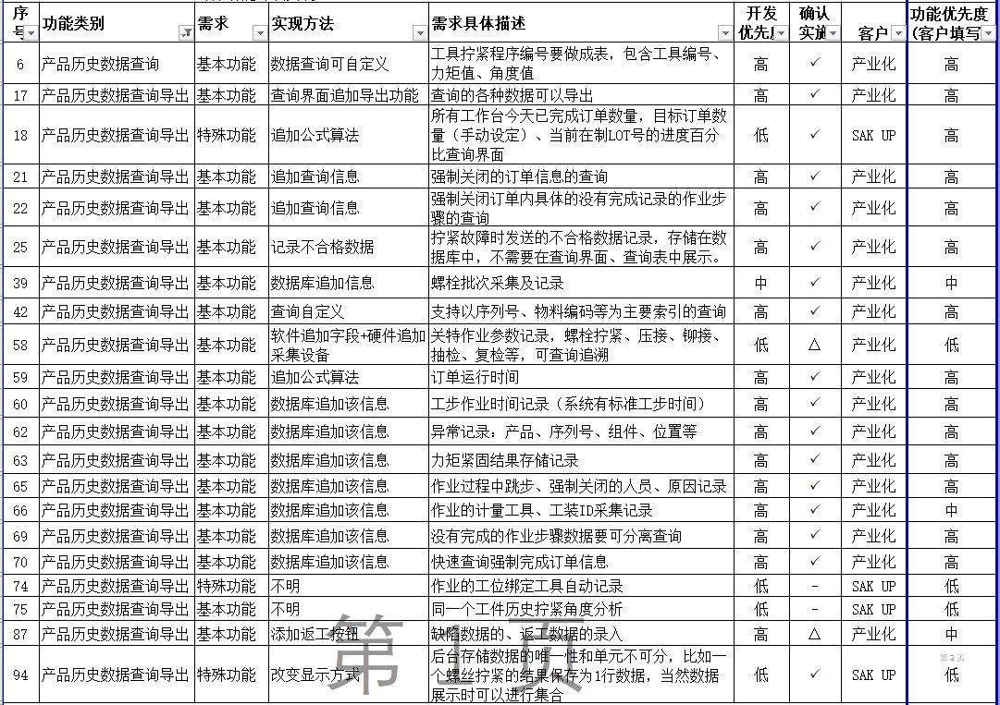 序号 功能类别 需求 实现方法 需求具体描述 开发优先 确认实施 客户 功能优先度(客户填写
6 产品历史数据查询 基本功能 数据查询可自定义 工具拧紧程序编号要做成表，包含工具编号、力矩值、角度值 高 ✓ 产业化 高
17 产品历史数据查询导出 基本功能 查询界面追加导出功能 查询的各种数据可以导出 高 ✓ 产业化 高
18 产品历史数据查询导出 特殊功能 追加公式算法 所有工作台今天已完成订单数量，目标订单数量（手动设定）、当前在制LOT号的进度百分比查询界面 低 ✓ SAK UP 高
21 产品历史数据查询导出 基本功能 追加查询信息 强制关闭的订单信息的查询 高 ✓ 产业化 高
22 产品历史数据查询导出 基本功能 追加查询信息 强制关闭订单内具体的没有完成记录的作业步骤的查询 高 ✓ 产业化 高
25 产品历史数据查询导出 基本功能 记录不合格数据 拧紧故障时发送的不合格数据记录，存储在数据库中，不需要在查询界面、查询表中展示。 高 ✓ 产业化 高
39 产品历史数据查询导出 基本功能 数据库追加信息 螺栓批次采集及记录 中 ✓ 产业化 中
42 产品历史数据查询导出 基本功能 查询自定义 支持以序列号、物料编码等为主要索引的查询 高 ✓ 产业化 高
58 产品历史数据查询导出 基本功能 软件追加字段+硬件追加采集设备 关特作业参数记录，螺栓拧紧、压接、铆接、抽检、复检等，可查询追溯 低 △ 产业化 低
59 产品历史数据查询导出 基本功能 追加公式算法 订单运行时间 高 ✓ 产业化 高
60 产品历史数据查询导出 基本功能 数据库追加该信息 工步作业时间记录（系统有标准工步时间） 高 ✓ 产业化 高
62 产品历史数据查询导出 基本功能 数据库追加该信息 异常记录：产品、序列号、组件、位置等 高 ✓ 产业化 高
63 产品历史数据查询导出 基本功能 数据库追加该信息 力矩紧固结果存储记录 高 ✓ 产业化 高
65 产品历史数据查询导出 基本功能 数据库追加该信息 作业过程中跳步、强制关闭的人员、原因记录 高 ✓ 产业化 高
66 产品历史数据查询导出 基本功能 数据库追加该信息 作业的计量工具、工装ID采集记录 高 ✓ 产业化 中
69 产品历史数据查询导出 基本功能 数据库追加该信息 没有完成的作业步骤数据要可分离查询 高 ✓ 产业化 高
70 产品历史数据查询导出 基本功能 数据库追加该信息 快速查询强制完成订单信息 高 ✓ 产业化 高
74 产品历史数据查询导出 特殊功能 不明 作业的工位绑定工具自动记录 低 - SAK UP 低
75 产品历史数据查询导出 基本功能 不明 同一个工件历史拧紧角度分析 低 - SAK UP 低
87 产品历史数据查询导出 基本功能 添加返工按钮 缺陷数据的、返工数据的录入 高 △ 产业化 中
94 产品历史数据查询导出 特殊功能 改变显示方式 后台存储数据的唯一性和单元不可分，比如一个螺丝拧紧的结果保存为1行数据，当然数据展示时可以进行集合 低 ✓ SAK UP 低
第 1 页
第 3 页